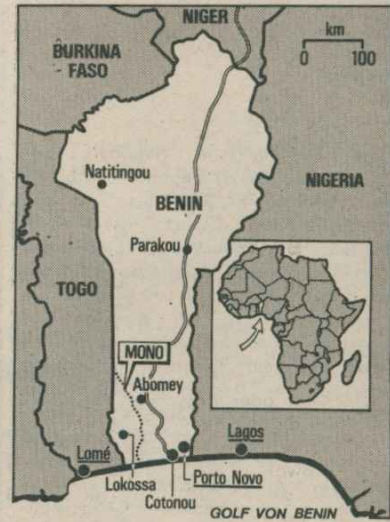 NIGER
km
0 100
BURKINA
FASO
Natitingou
NIGERIA
BENIN
Parakou
TOGO
MONO
Abomey
Lomé
Lagos
Lokossa
Porto Novo
Cotonou
GOLF VON BENIN